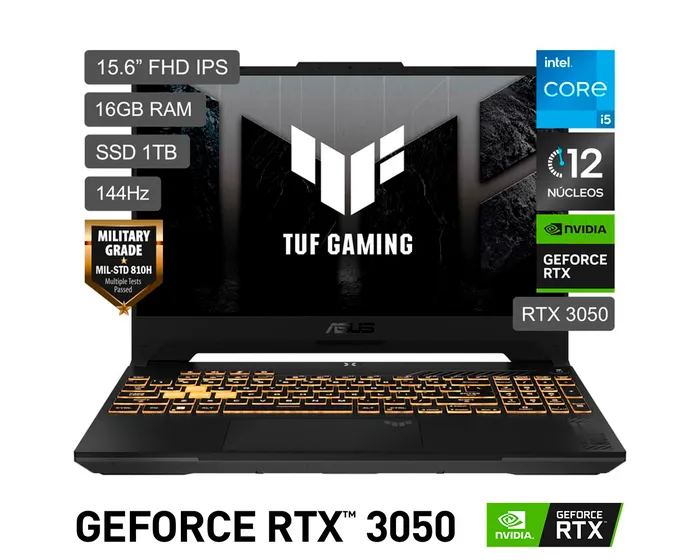 15.6” FHD IPS
16GB RAM
SSD 1TB
144Hz
MILITARY
GRADE
MIL-STD 810H
Multiple Tests
Passed
TUF GAMING
ASUS
intel.
CORE
i5
12
NÚCLEOS
NVIDIA
GEFORCE
RTX
RTX 3050
GEFORCE RTX™ 3050
NVIDIA.
GEFORCE
RTX